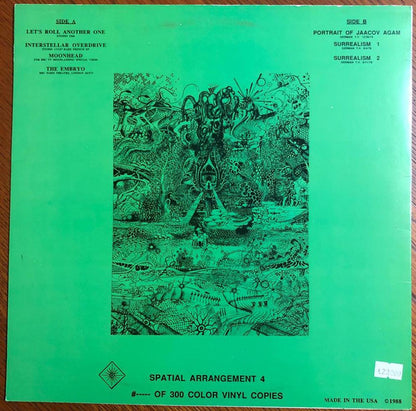 SIDE A
LET'S ROLL ANOTHER ONE
INTERSTELLAR OVERDRIVE
MOONHEAD
THE EMBRYO
SIDE B
PORTRAIT OF JAACOV AGAM
SURREALISM 1
SURREALISM 2
SPATIAL ARRANGEMENT 4
#----- OF 300 COLOR VINYL COPIES
MADE IN THE USA ©1988